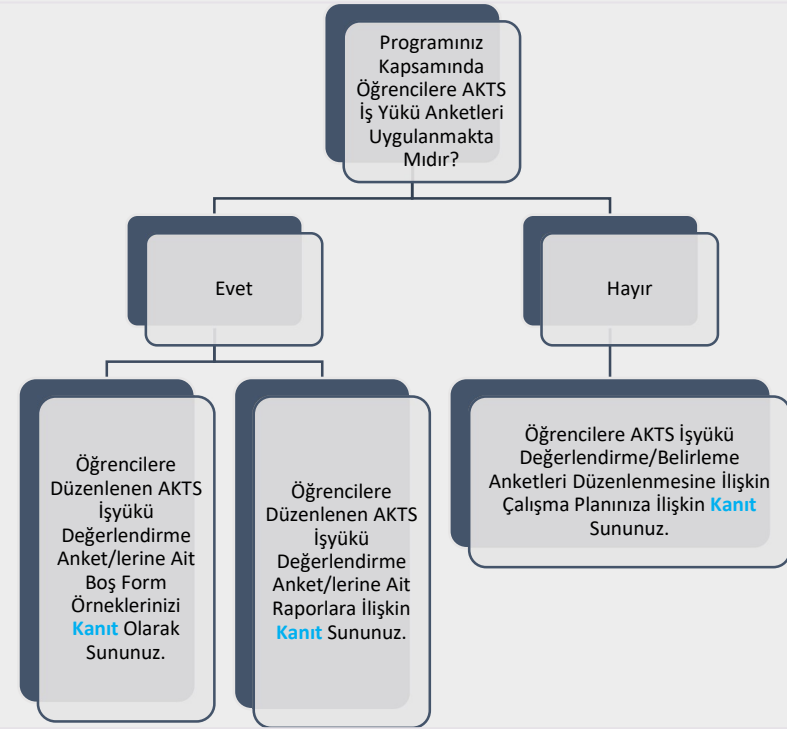 Programınız
Kapsamında
Öğrencilere AKTS
İş Yükü Anketleri
Uygulanmakta
Mıdır?
Evet
Hayır
Öğrencilere
Düzenlenen AKTS
İşyükü
Değerlendirme
Anket/lerine Ait
Boş Form
Örneklerinizi
Kanıt Olarak
Sununuz.
Öğrencilere
Düzenlenen AKTS
İşyükü
Değerlendirme
Anket/lerine Ait
Raporlara İlişkin
Kanıt Sununuz.
Öğrencilere AKTS İşyükü
Değerlendirme/Belirleme
Anketleri Düzenlenmesine İlişkin
Çalışma Planınıza İlişkin Kanıt
Sununuz.